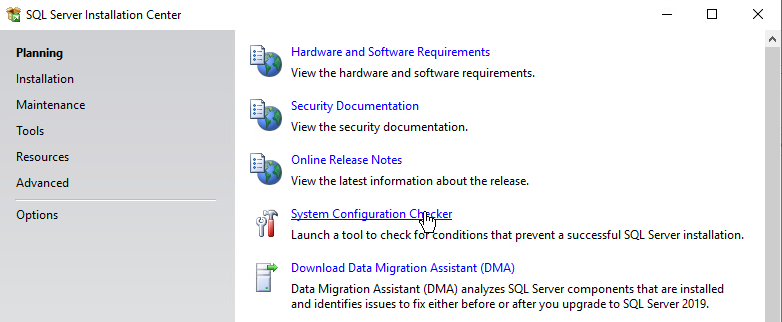 SQL Server Installation Center
Planning
Installation
Maintenance
Tools
Resources
Advanced
Options
Hardware and Software Requirements
View the hardware and software requirements.
Security Documentation
View the security documentation.
Online Release Notes
View the latest information about the release.
System Configuration Checker
Launch a tool to check for conditions that prevent a successful SQL Server installation.
Download Data Migration Assistant (DMA)
Data Migration Assistant (DMA) analyzes SQL Server components that are installed
and identifies issues to fix either before or after you upgrade to SQL Server 2019.